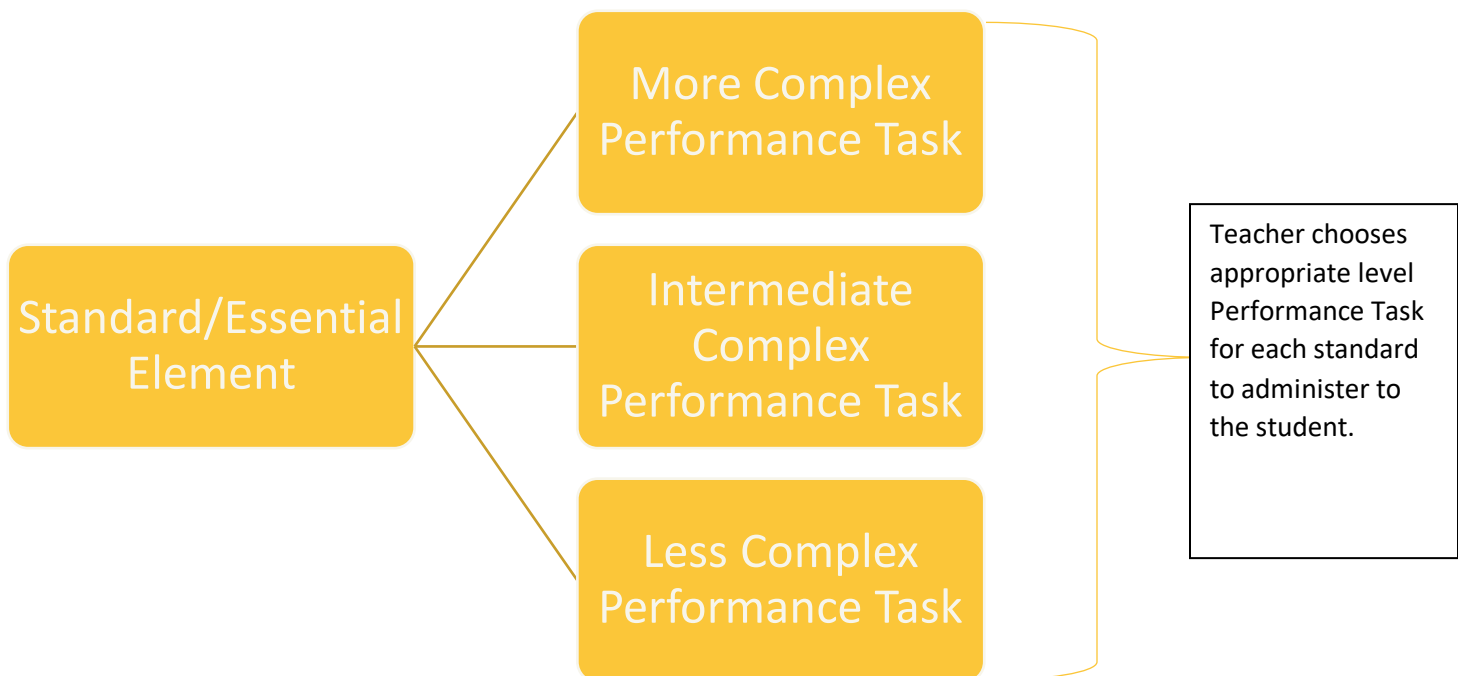 Standard/Essential
Element
More Complex
Performance Task
Intermediate
Complex
Performance Task
Less Complex
Performance Task
Teacher chooses
appropriate level
Performance Task
for each standard
to administer to
the student.